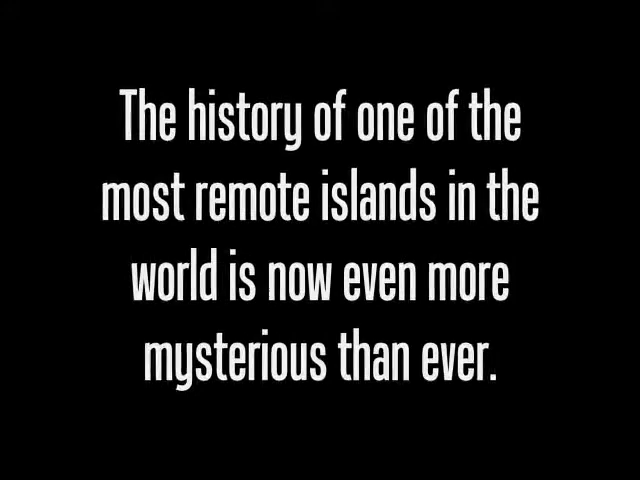 The history of one of the
most remote islands in the
world is now even more
mysterious than ever.